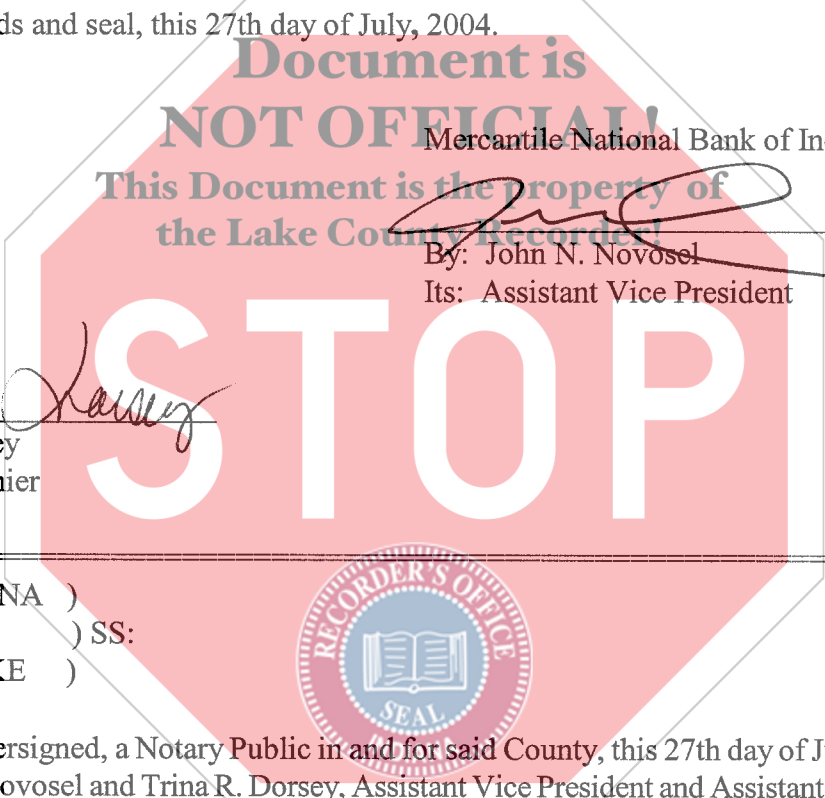 ds and seal, this 27th day of July, 2004.
Document is
NOT OFFICIAL!
Mercantile National Bank of In
This Document is the property of
the Lake County Recorder!
By: John N. Novosel
Its: Assistant Vice President
STOP
ey
nier
NA )
) SS:
KE )
RECORDER'S OFFICE
SEAL
INDIANA
ersigned, a Notary Public in and for said County, this 27th day of J
ovosel and Trina R. Dorsey, Assistant Vice President and Assistant